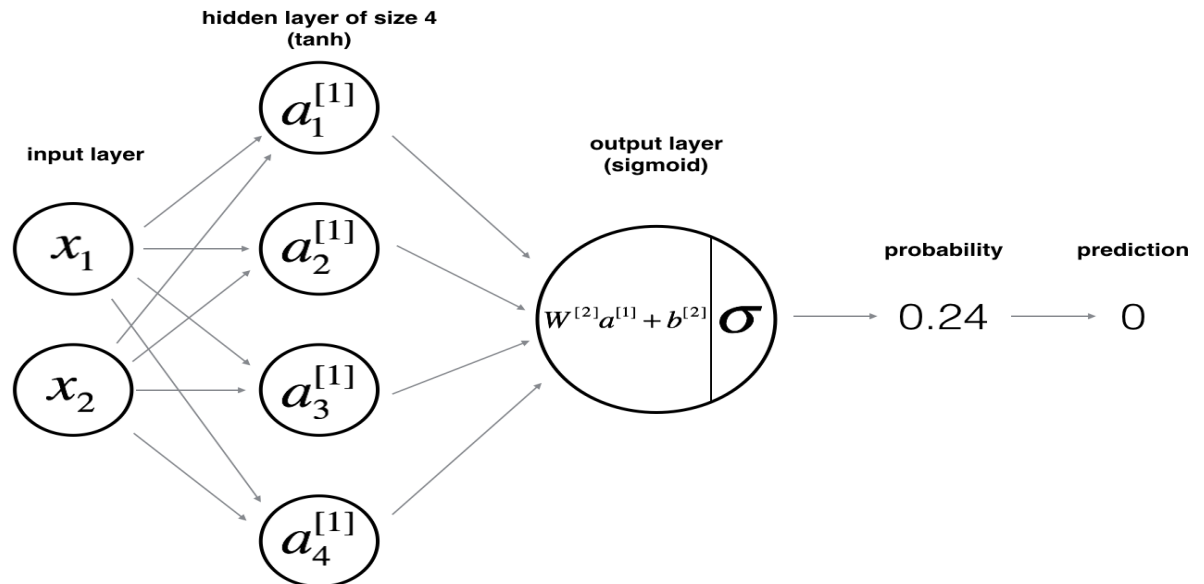 hidden layer of size 4
(tanh)
a₁^[1]
input layer
output layer
(sigmoid)
x₁
a₂^[1]
probability
prediction
W^[2]a^[1] + b^[2]
σ
0.24
0
x₂
a₃^[1]
a₄^[1]